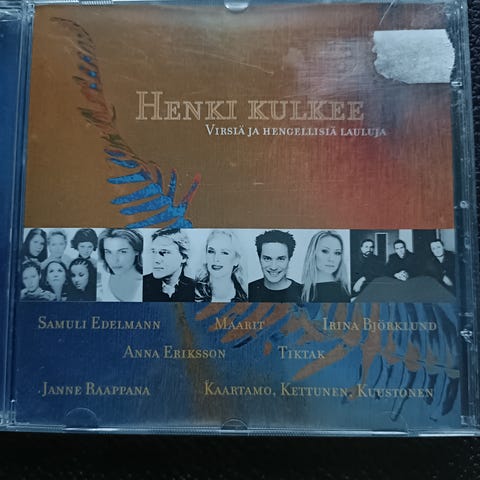 HENKI KULKEE
VIRSIÄ JA HENGELLISIÄ LAULUJA
SAMULI EDELMANN MAARIT IRINA BJÖRKLUND
ANNA ERIKSSON TIKTAK
JANNE RAAPPANA KAARTAMO, KETTUNEN, KUUSTONEN